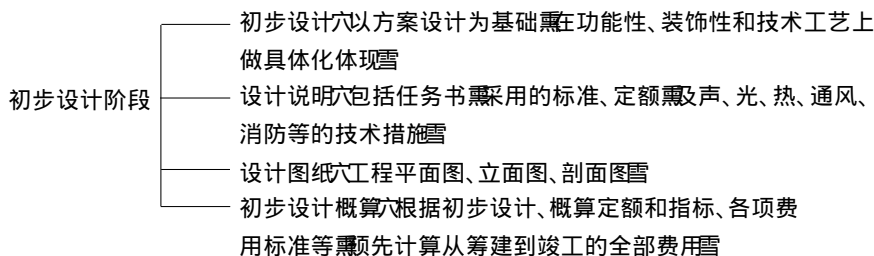 初步设计穴以方案设计为基础熏在功能性、装饰性和技术工艺上
做具体化体现雪
初步设计阶段
设计说明穴包括任务书熏采用的标准、定额熏及声、光、热、通风、
消防等的技术措施雪
设计图纸穴工程平面图、立面图、剖面图雪
初步设计概算穴根据初步设计、概算定额和指标、各项费
用标准等熏预先计算从筹建到竣工的全部费用雪